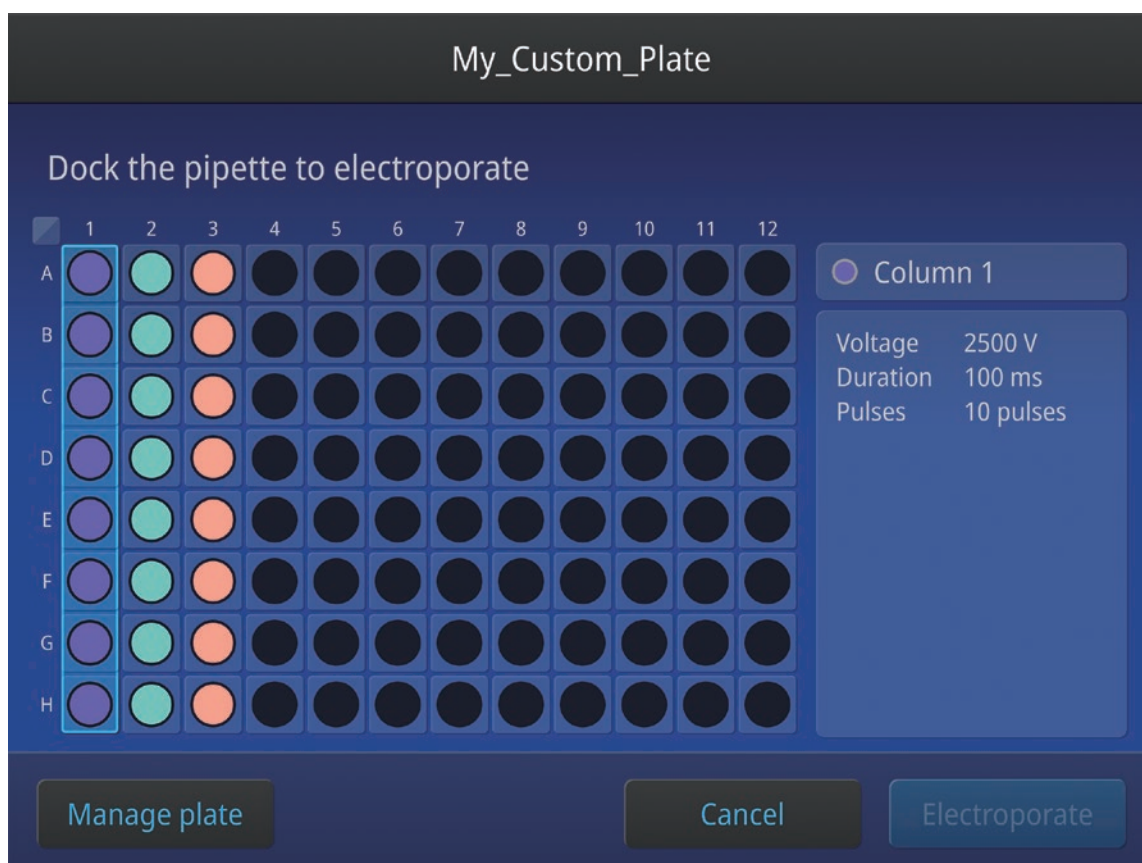 My_Custom_Plate
Dock the pipette to electroporate
1 2 3 4 5 6 7 8 9 10 11 12
A
B
C
D
E
F
G
H
Column 1
Voltage 2500 V
Duration 100 ms
Pulses 10 pulses
Manage plate Cancel Electroporate